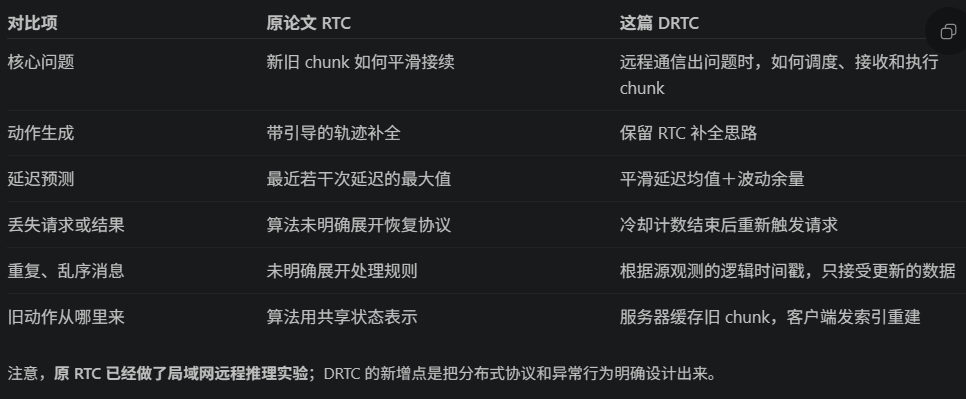 对比项 原论文 RTC 这篇 DRTC
核心问题 新旧 chunk 如何平滑接续 远程通信出问题时，如何调度、接收和执行
chunk
动作生成 带引导的轨迹补全 保留 RTC 补全思路
延迟预测 最近若干次延迟的最大值 平滑延迟均值＋波动余量
丢失请求或结果 算法未明确展开恢复协议 冷却计数结束后重新触发请求
重复、乱序消息 未明确展开处理规则 根据源观测的逻辑时间戳，只接受更新的数据
旧动作从哪里来 算法用共享状态表示 服务器缓存旧 chunk，客户端发索引重建
注意，原 RTC 已经做了局域网远程推理实验；DRTC 的新增点是把分布式协议和异常行为明确设计出来。